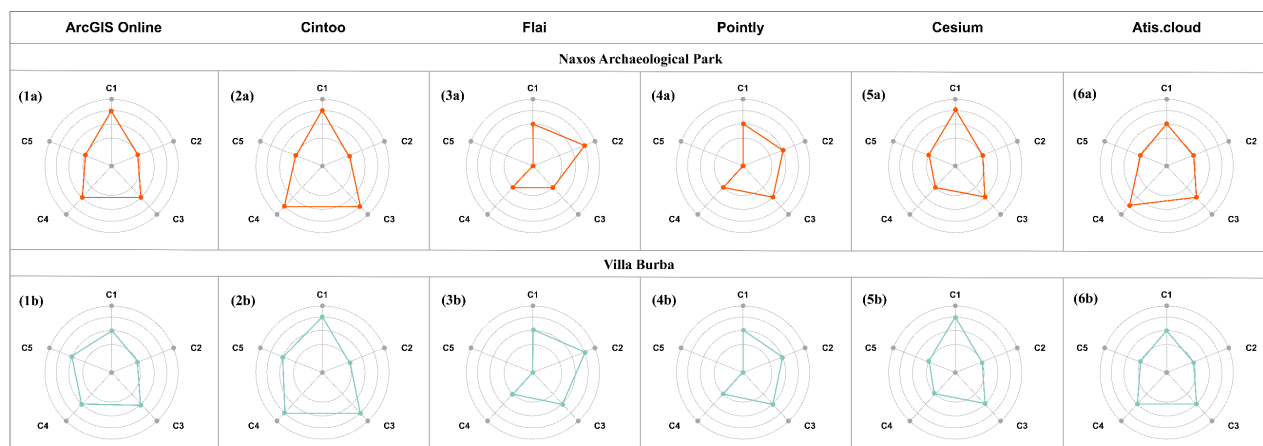 ArcGIS Online Cintoo Flai Pointly Cesium Atis.cloud
Naxos Archaeological Park
(1a) C1 C2 C3 C4 C5
(2a) C1 C2 C3 C4 C5
(3a) C1 C2 C3 C4 C5
(4a) C1 C2 C3 C4 C5
(5a) C1 C2 C3 C4 C5
(6a) C1 C2 C3 C4 C5
Villa Burba
(1b) C1 C2 C3 C4 C5
(2b) C1 C2 C3 C4 C5
(3b) C1 C2 C3 C4 C5
(4b) C1 C2 C3 C4 C5
(5b) C1 C2 C3 C4 C5
(6b) C1 C2 C3 C4 C5